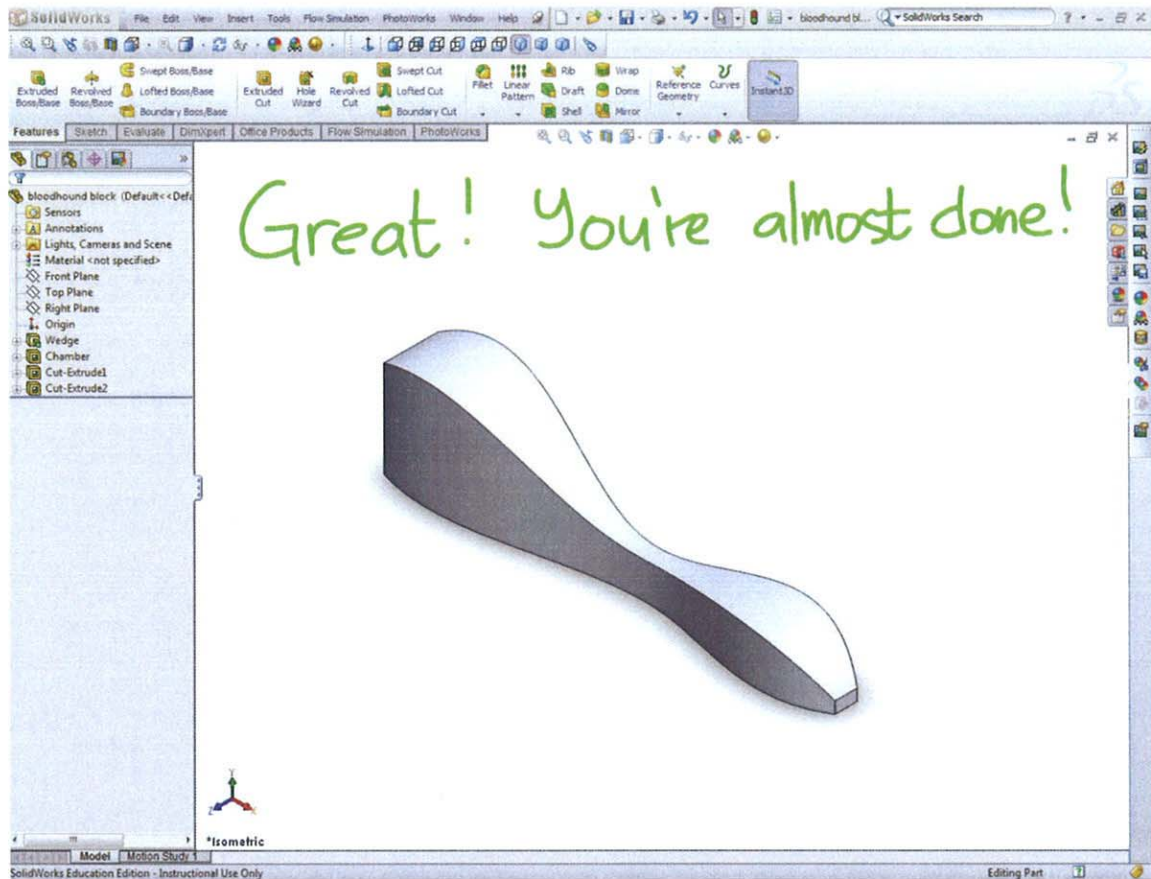 SolidWorks File Edit View Insert Tools Flow Simulation PhotoWorks Window Help bloodhound bl... SolidWorks Search
Extruded Boss/Base
Revolved Boss/Base
Swept Boss/Base
Lofted Boss/Base
Boundary Boss/Base
Extruded Cut
Hole Wizard
Revolved Cut
Swept Cut
Lofted Cut
Boundary Cut
Fillet
Linear Pattern
Rib
Draft
Shell
Wrap
Dome
Mirror
Reference Geometry
Curves
Instant3D
Features Sketch Evaluate DimXpert Office Products Flow Simulation PhotoWorks
bloodhound block (Default<<Defa
Sensors
Annotations
Lights, Cameras and Scene
Material <not specified>
Front Plane
Top Plane
Right Plane
Origin
Wedge
Chamber
Cut-Extrude1
Cut-Extrude2
Great! You're almost done!
Y
Z
X
*Isometric
Model Motion Study 1
SolidWorks Education Edition - Instructional Use Only Editing Part